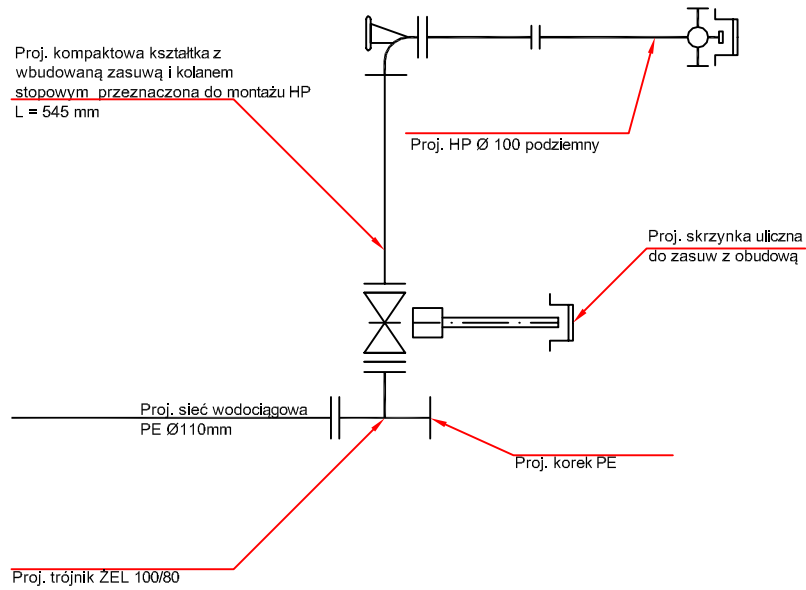 Proj. kompaktowa kształtka z
wbudowaną zasuwą i kolanem
stopowym przeznaczona do montażu HP
L = 545 mm
Proj. HP Ø 100 podziemny
Proj. skrzynka uliczna
do zasuw z obudową
Proj. sieć wodociągowa
PE Ø110mm
Proj. korek PE
Proj. trójnik ŻEL 100/80